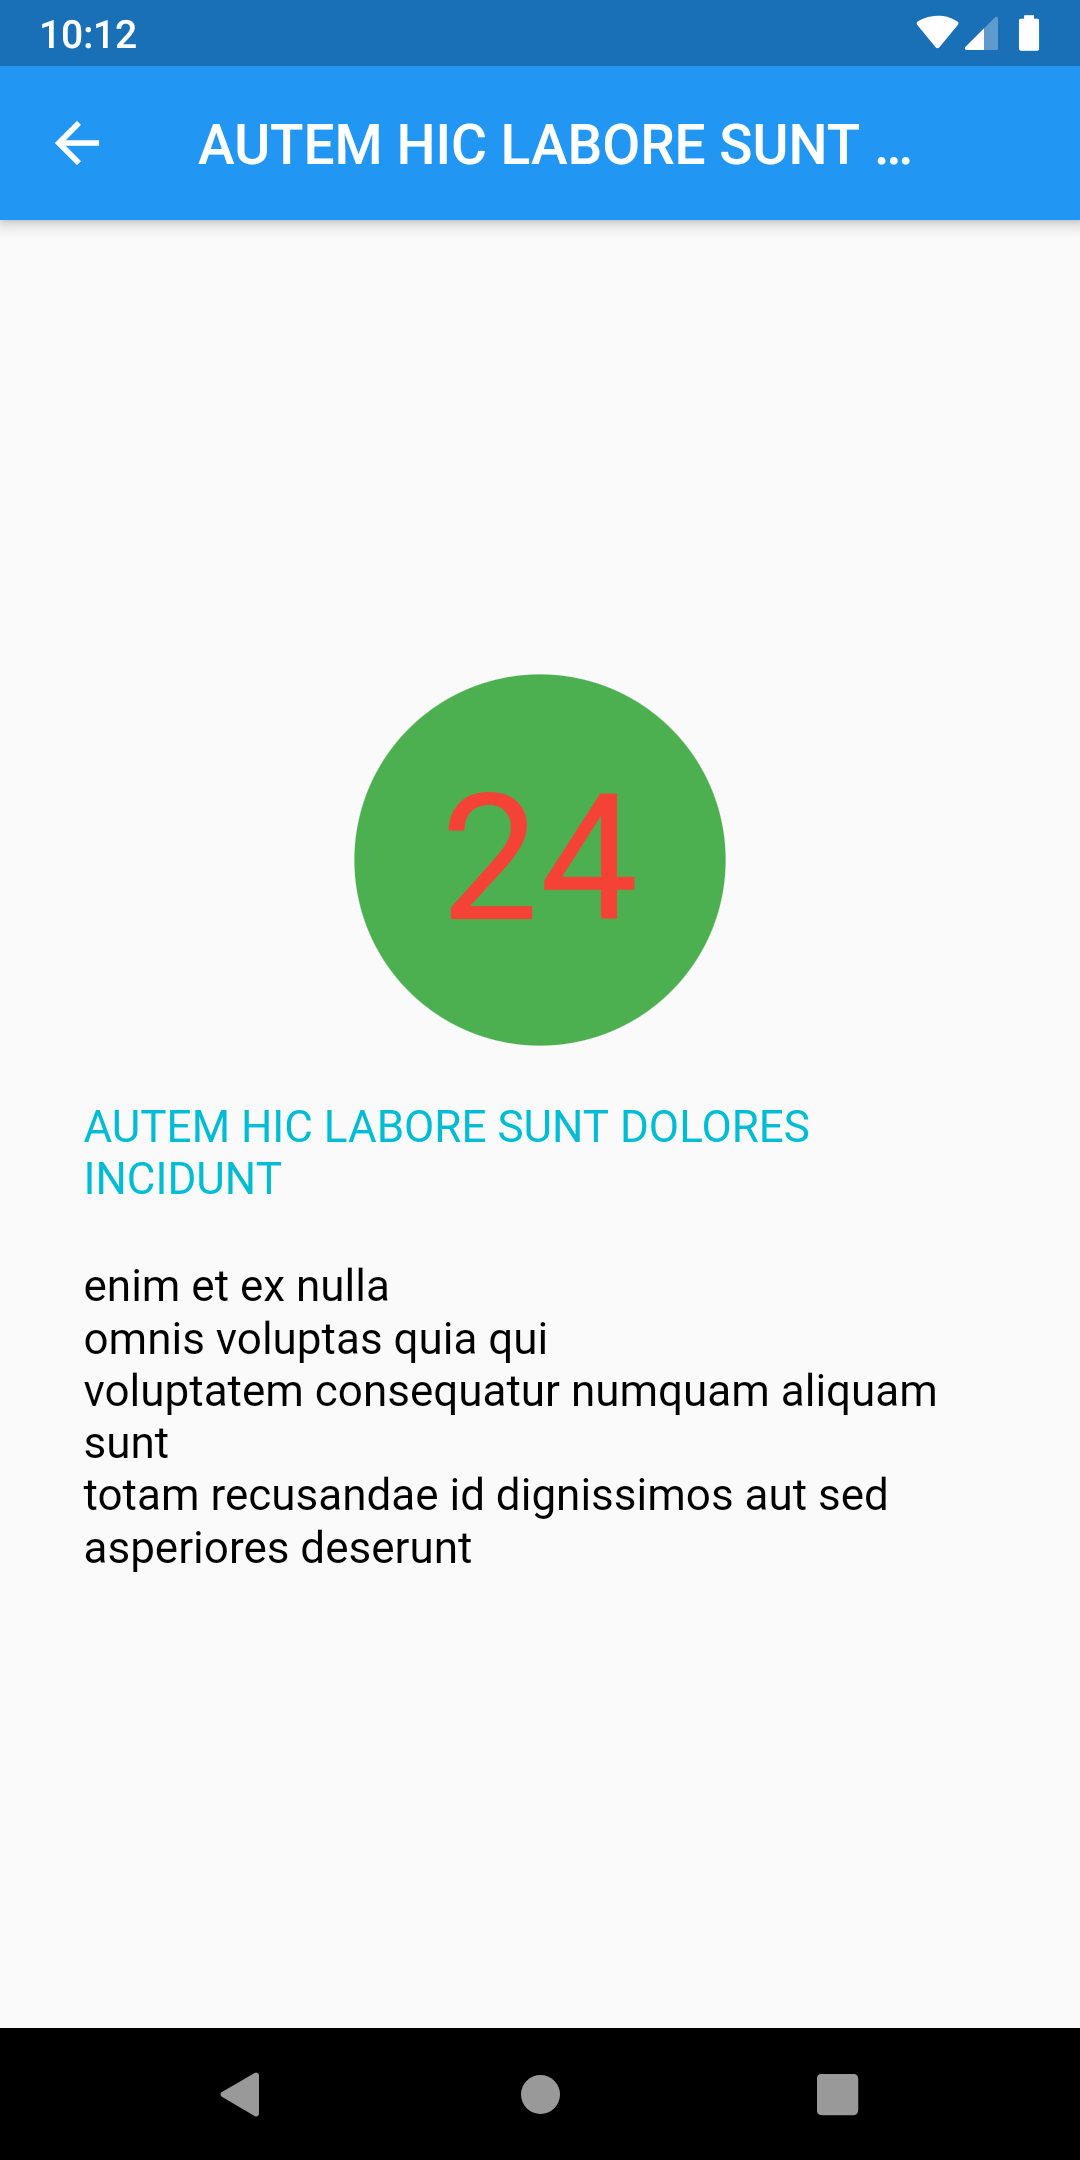 10:12
AUTEM HIC LABORE SUNT ...
24
AUTEM HIC LABORE SUNT DOLORES
INCIDUNT
enim et ex nulla
omnis voluptas quia qui
voluptatem consequatur numquam aliquam
sunt
totam recusandae id dignissimos aut sed
asperiores deserunt